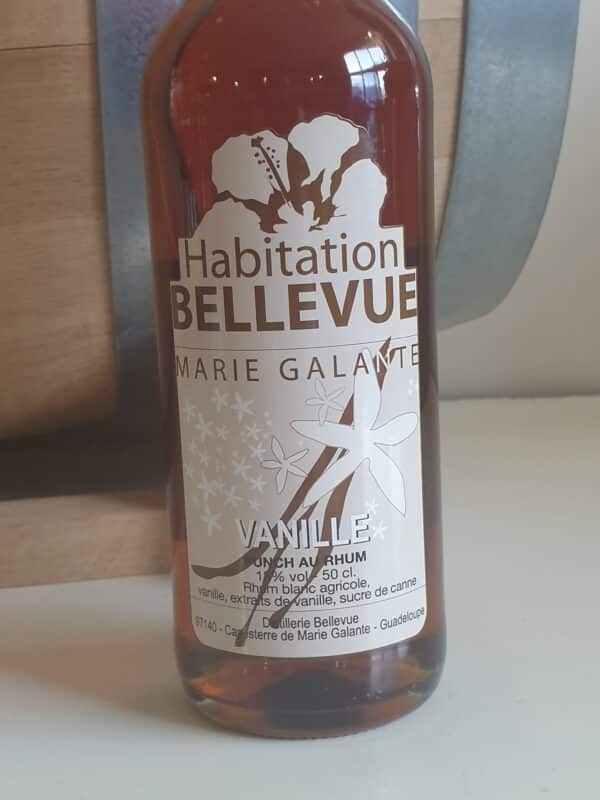 Habitation
BELLEVUE
MARIE GALANTE
VANILLE
PUNCH AU RHUM
18% vol - 50 cl.
Rhum blanc agricole,
vanille, extraits de vanille, sucre de canne
Distillerie Bellevue
97140 - Capesterre de Marie Galante - Guadeloupe